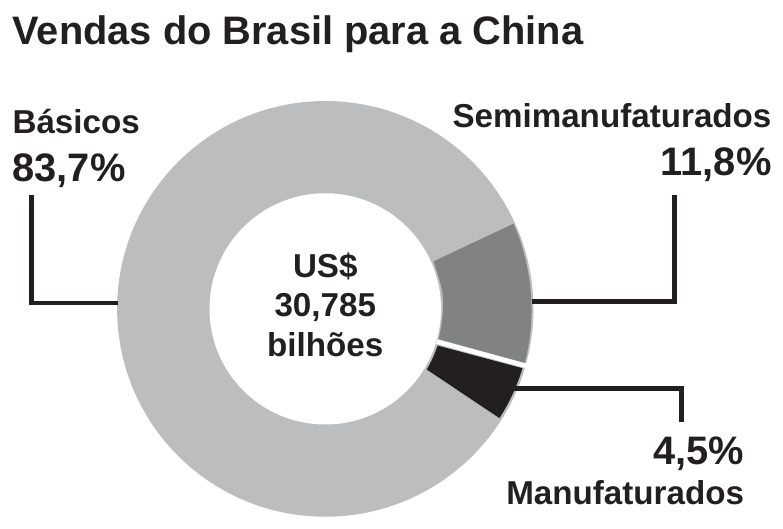 Vendas do Brasil para a China
Básicos
83,7%
Semimanufaturados
11,8%
US$
30,785
bilhões
4,5%
Manufaturados